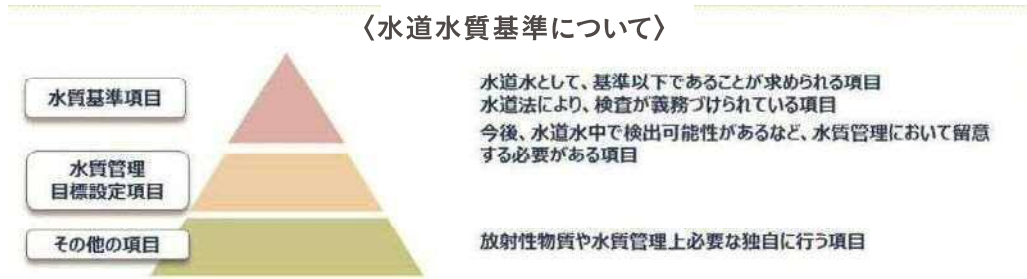 〈水道水質基準について〉
水質基準項目
水道水として、基準以下であることが求められる項目
水道法により、検査が義務づけられている項目
水質管理
目標設定項目
今後、水道水中で検出可能性があるなど、水質管理において留意
する必要がある項目
その他の項目
放射性物質や水質管理上必要な独自に行う項目